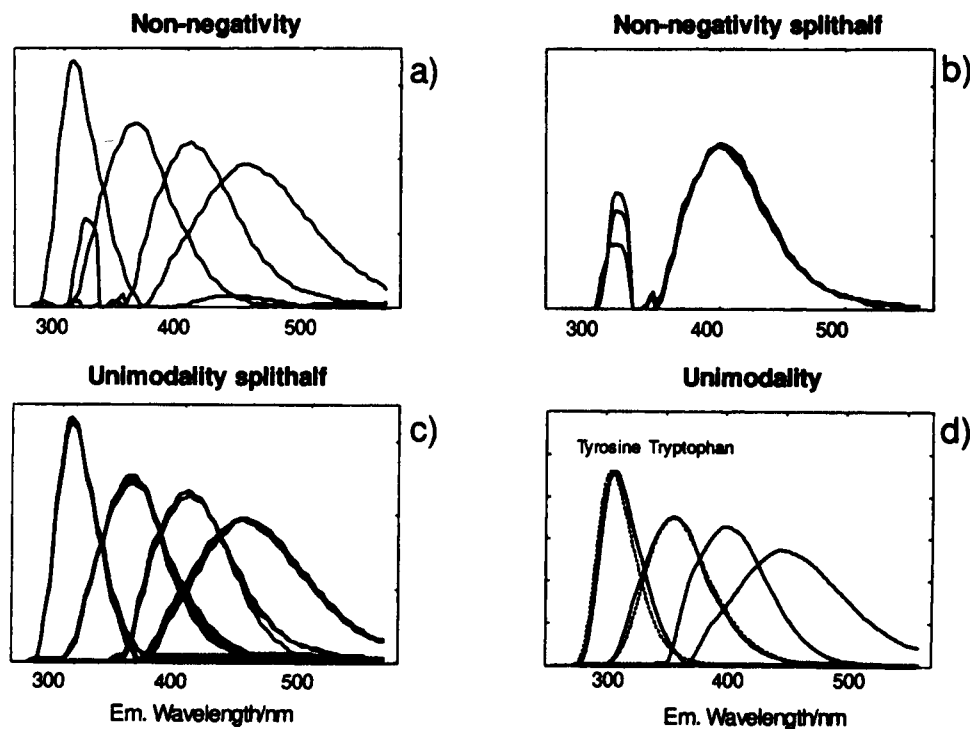 Non-negativity
a)
300 400 500
Non-negativity splithalf
b)
300 400 500
Unimodality splithalf
c)
300 400 500
Em. Wavelength/nm
Unimodality
d)
Tyrosine Tryptophan
300 400 500
Em. Wavelength/nm